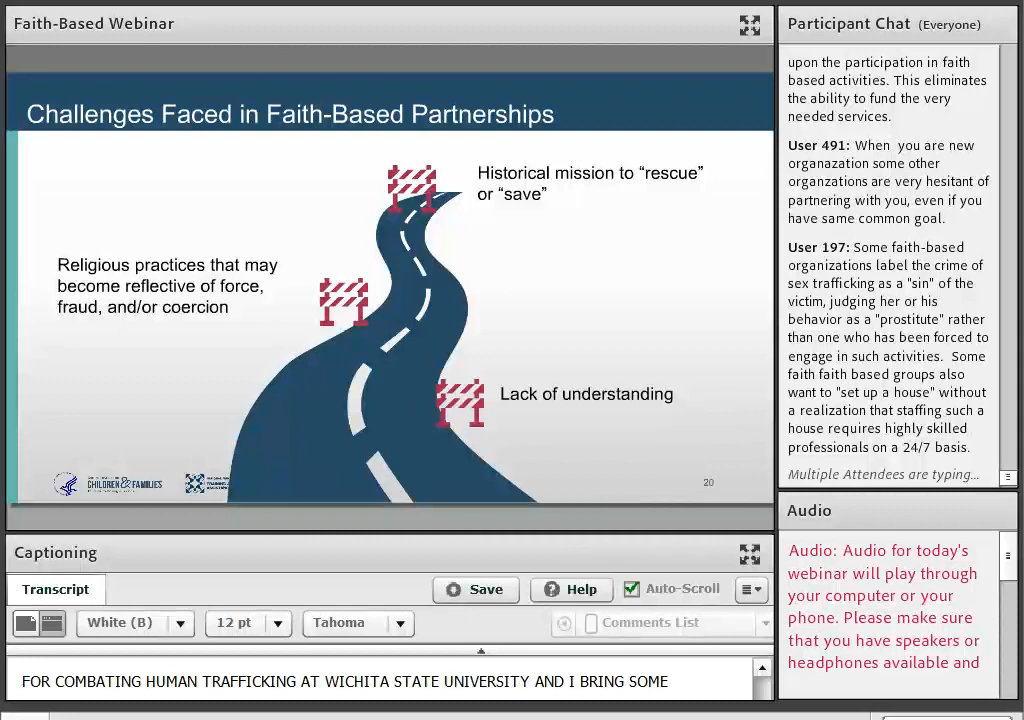 Faith-Based Webinar
Challenges Faced in Faith-Based Partnerships
Historical mission to “rescue”
or “save”
Religious practices that may
become reflective of force,
fraud, and/or coercion
Lack of understanding
CHILDREN & FAMILIES
20
Captioning
Transcript
Save
Help
Auto-Scroll
White (B)
12 pt
Tahoma
Comments List
FOR COMBATING HUMAN TRAFFICKING AT WICHITA STATE UNIVERSITY AND I BRING SOME
Participant Chat (Everyone)
upon the participation in faith
based activities. This eliminates
the ability to fund the very
needed services.
User 491: When you are new
organazation some other
organzations are very hesitant of
partnering with you, even if you
have same common goal.
User 197: Some faith-based
organizations label the crime of
sex trafficking as a "sin" of the
victim, judging her or his
behavior as a "prostitute" rather
than one who has been forced to
engage in such activities. Some
faith faith based groups also
want to "set up a house" without
a realization that staffing such a
house requires highly skilled
professionals on a 24/7 basis.
Multiple Attendees are typing...
Audio
Audio: Audio for today's
webinar will play through
your computer or your
phone. Please make sure
that you have speakers or
headphones available and